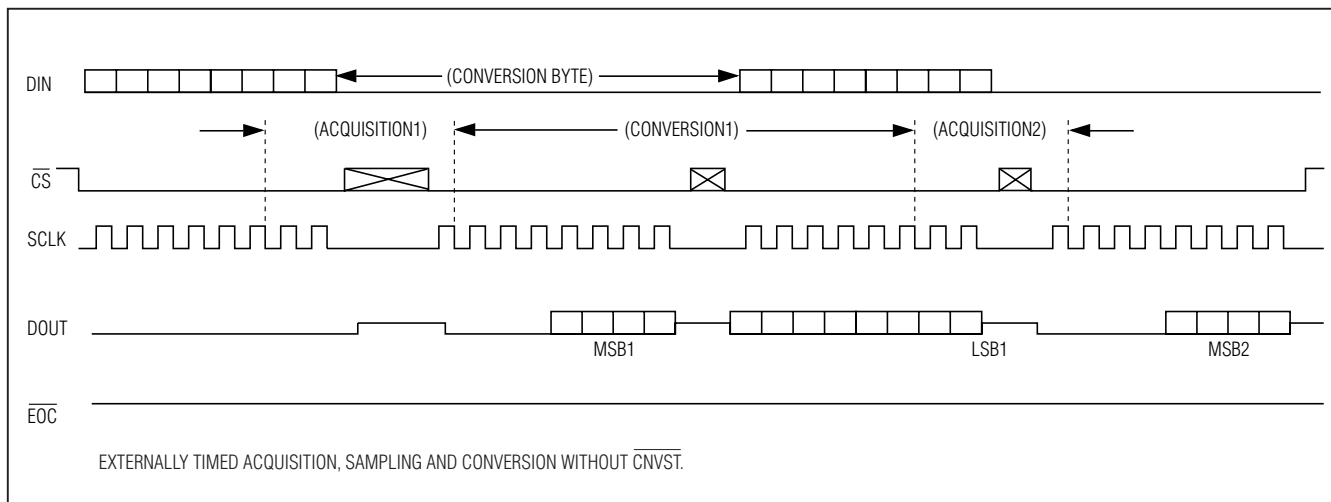 DIN
(CONVERSION BYTE)
(ACQUISITION1)
(CONVERSION1)
(ACQUISITION2)
CS
SCLK
DOUT
MSB1
LSB1
MSB2
EOC
EXTERNALLY TIMED ACQUISITION, SAMPLING AND CONVERSION WITHOUT CNVST.